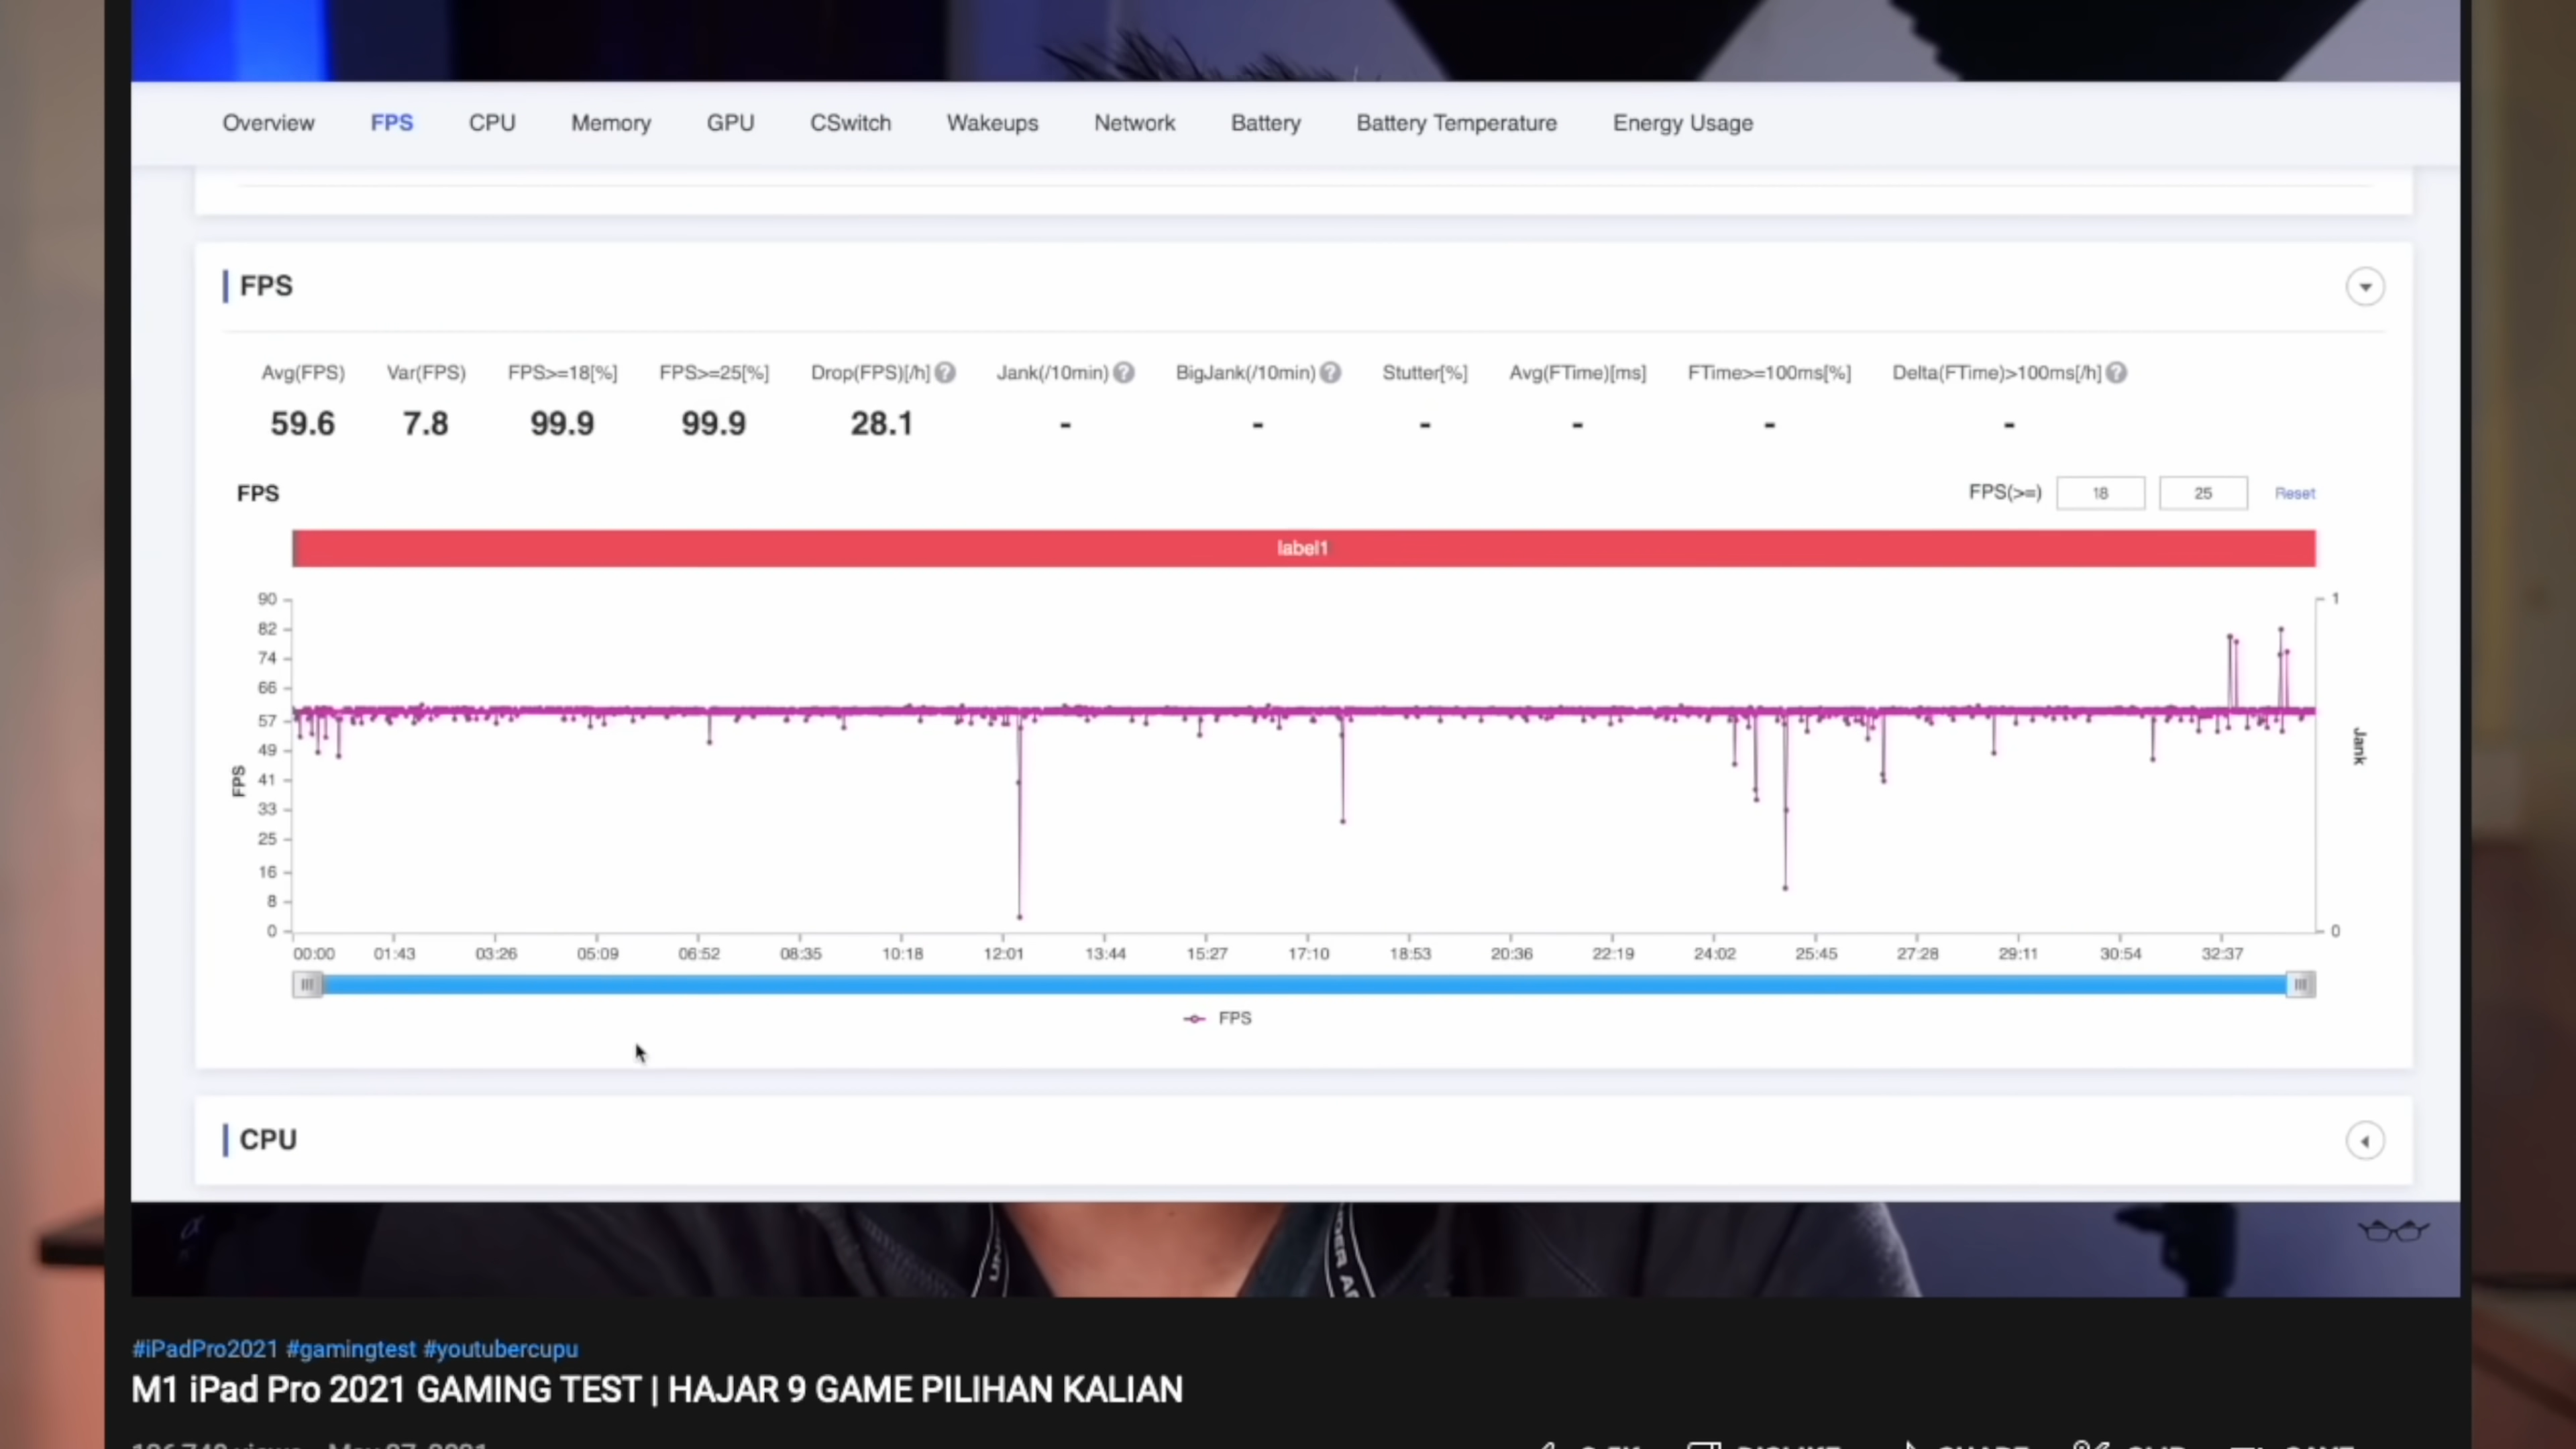 Overview FPS CPU Memory GPU CSwitch Wakeups Network Battery Battery Temperature Energy Usage
FPS
Avg(FPS) Var(FPS) FPS>=18[%] FPS>=25[%] Drop(FPS)[/h] Jank(/10min) BigJank(/10min) Stutter[%] Avg(FTime)[ms] FTime>=100ms[%] Delta(FTime)>100ms[/h]
59.6 7.8 99.9 99.9 28.1 - - - - - -
FPS FPS(>=) 18 25 Reset
label1
90 1
82
74
66
57
49
41
33
25
16
8
0 0
FPS
Jank
00:00 01:43 03:26 05:09 06:52 08:35 10:18 12:01 13:44 15:27 17:10 18:53 20:36 22:19 24:02 25:45 27:28 29:11 30:54 32:37
FPS
CPU
#iPadPro2021 #gamingtest #youtubercupu
M1 iPad Pro 2021 GAMING TEST | HAJAR 9 GAME PILIHAN KALIAN